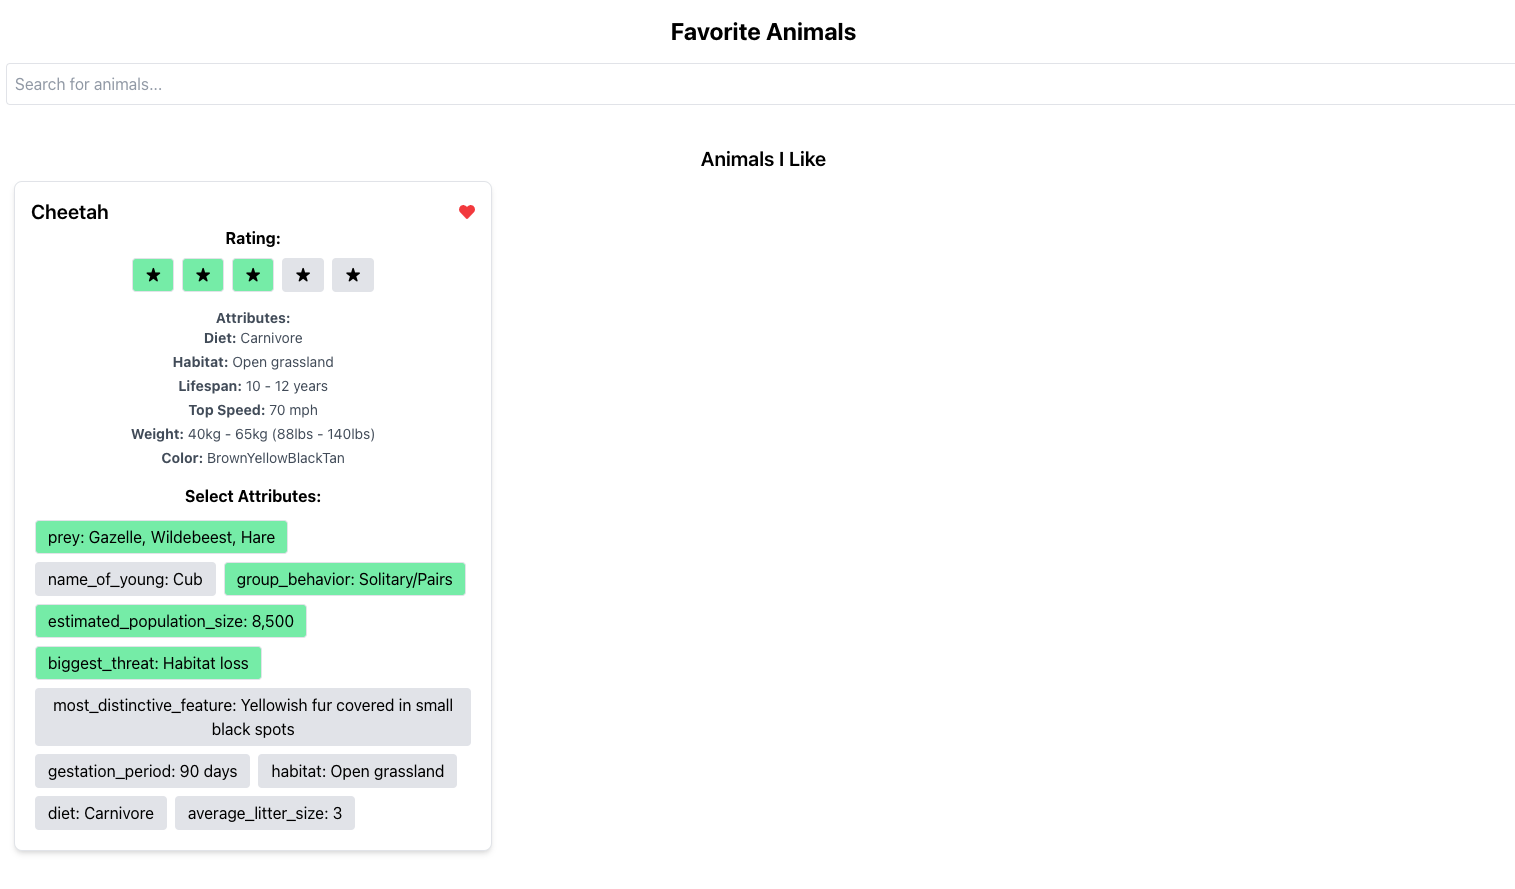 Favorite Animals
Search for animals...
Animals I Like
Cheetah
Rating:
Attributes:
Diet: Carnivore
Habitat: Open grassland
Lifespan: 10 - 12 years
Top Speed: 70 mph
Weight: 40kg - 65kg (88lbs - 140lbs)
Color: BrownYellowBlackTan
Select Attributes:
prey: Gazelle, Wildebeest, Hare
name_of_young: Cub group_behavior: Solitary/Pairs
estimated_population_size: 8,500
biggest_threat: Habitat loss
most_distinctive_feature: Yellowish fur covered in small
black spots
gestation_period: 90 days habitat: Open grassland
diet: Carnivore average_litter_size: 3